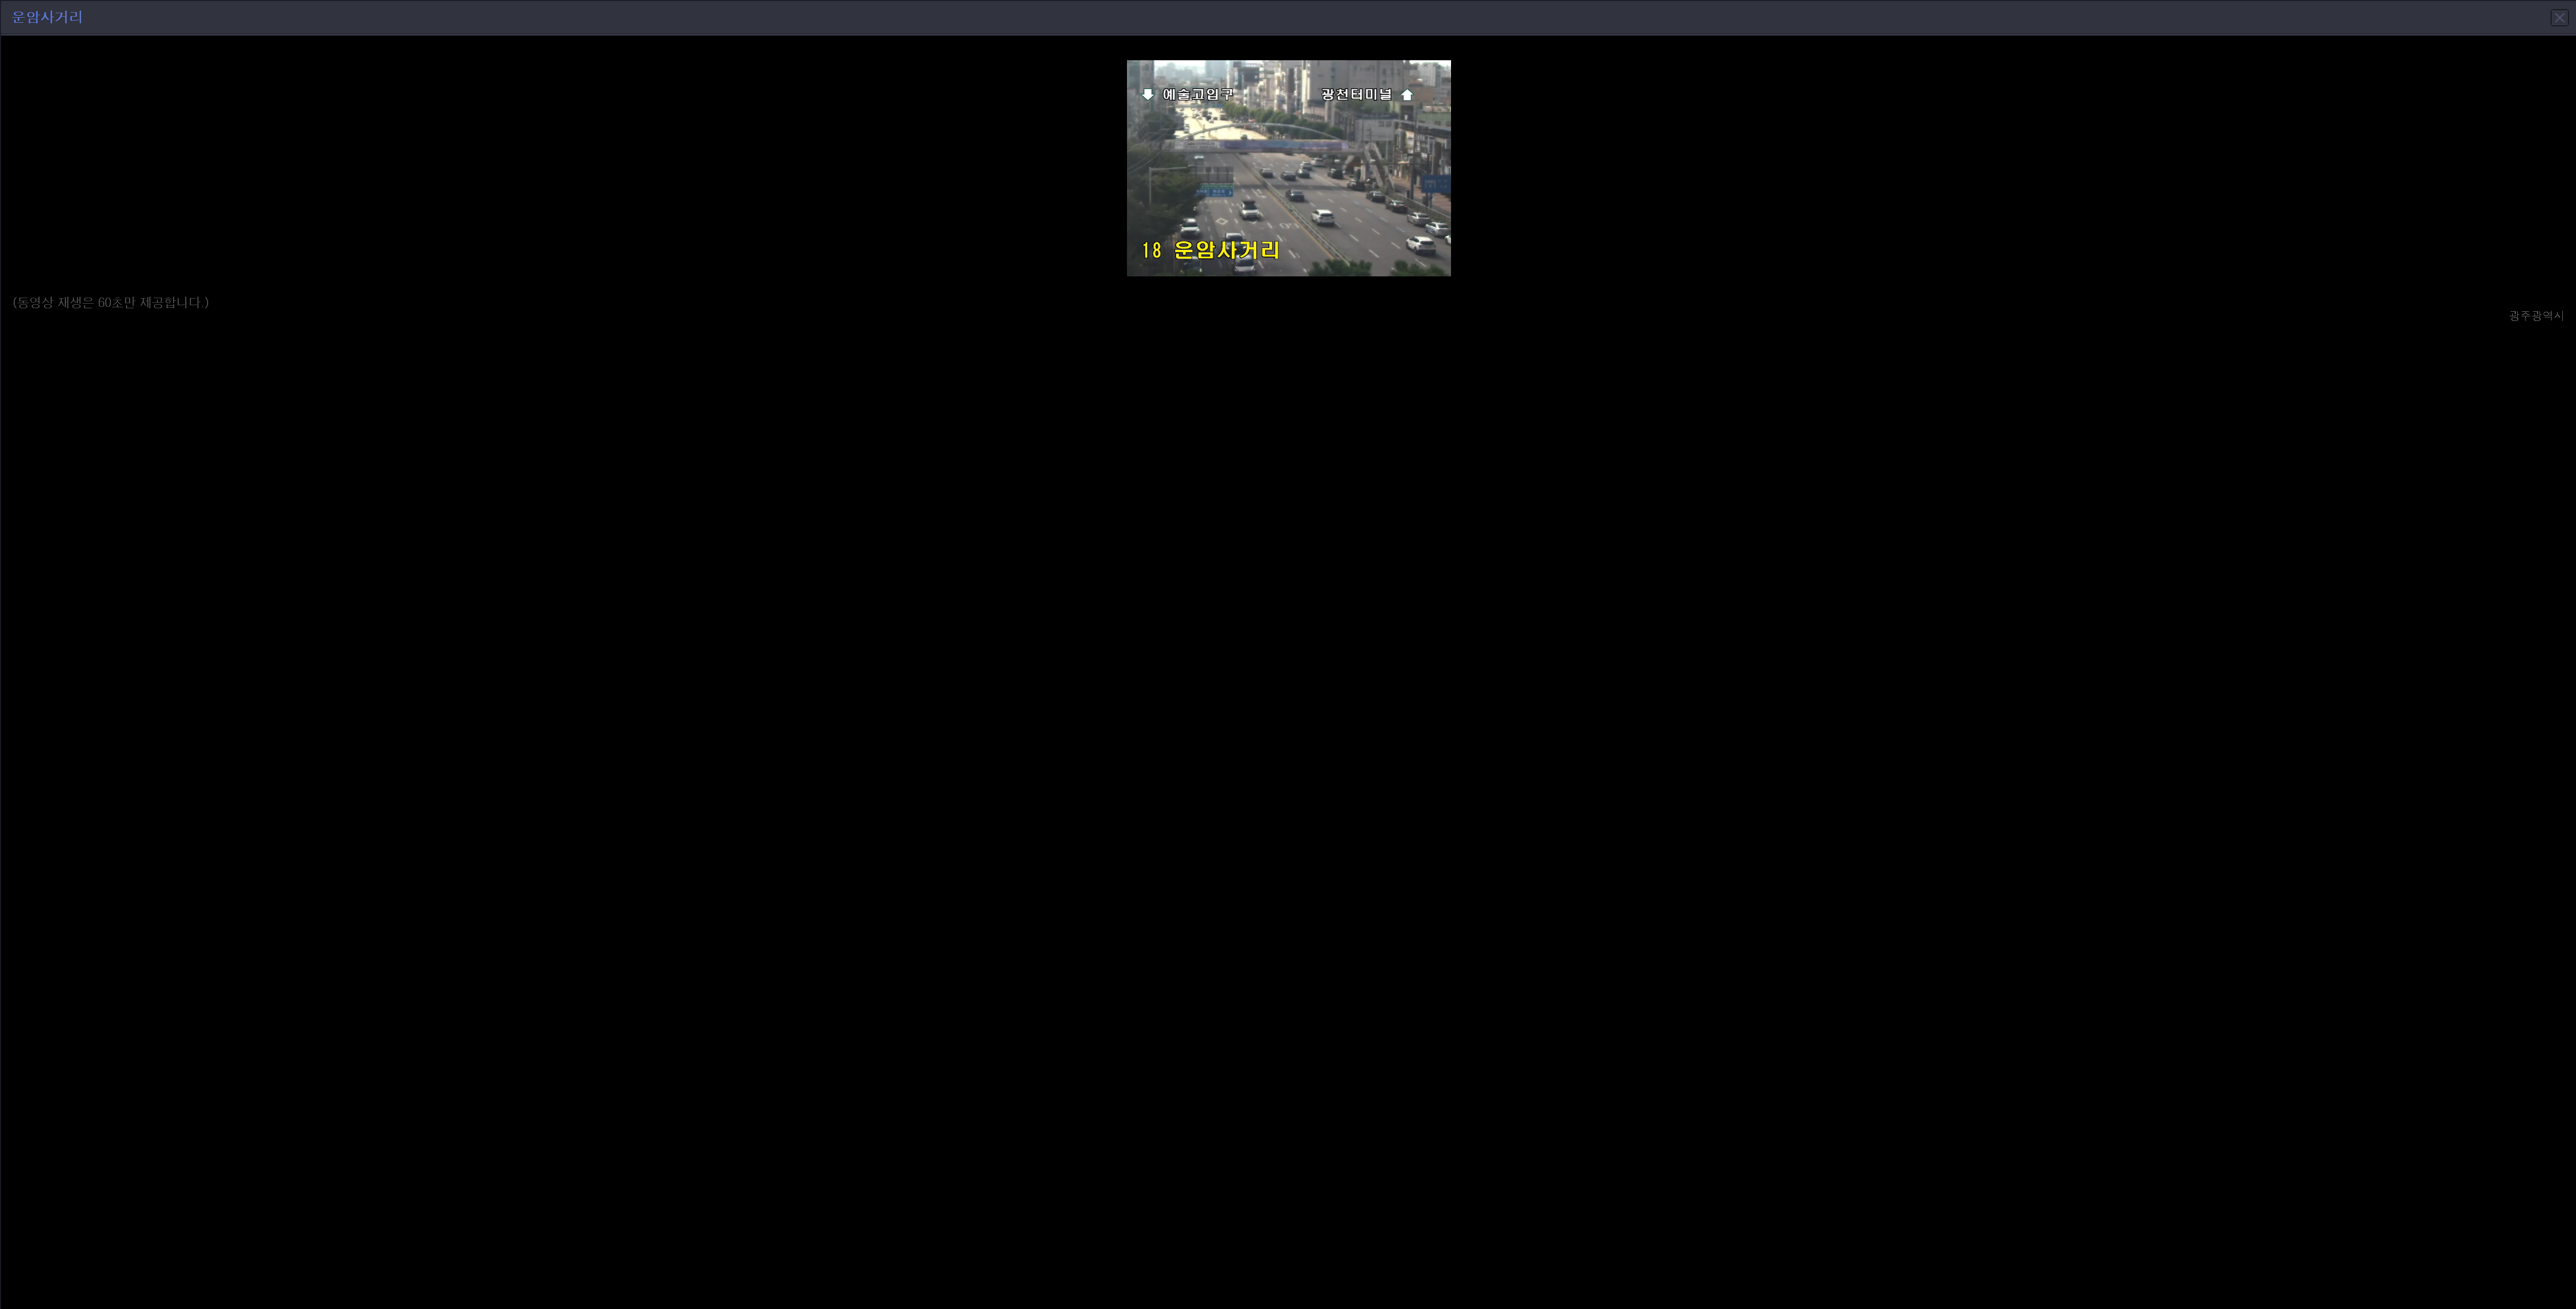 운암사거리
예술고입구 광천터미널
18 운암사거리
(동영상 재생은 60초만 제공합니다.)
광주광역시